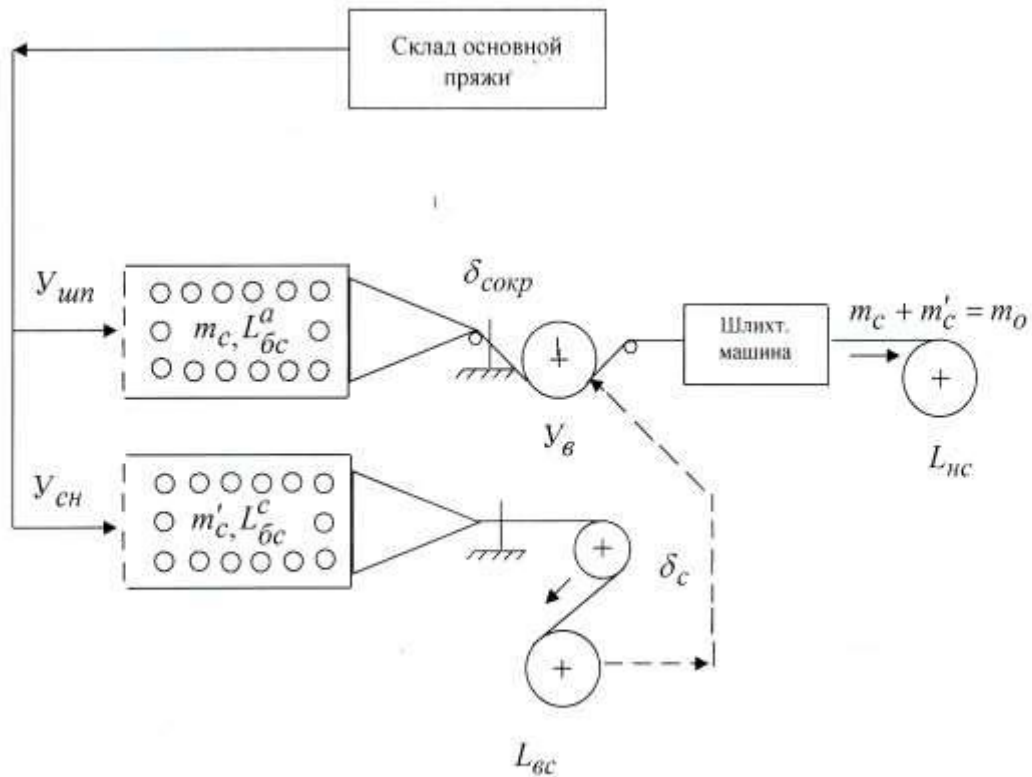 Склад основной
пряжи
У_шп
δ_сокр
m_c, L^a_бс
Шлихт.
машина
m_c + m'_c = m_o
У_в
L_нс
У_сн
m'_c, L^c_бс
δ_c
L_вс